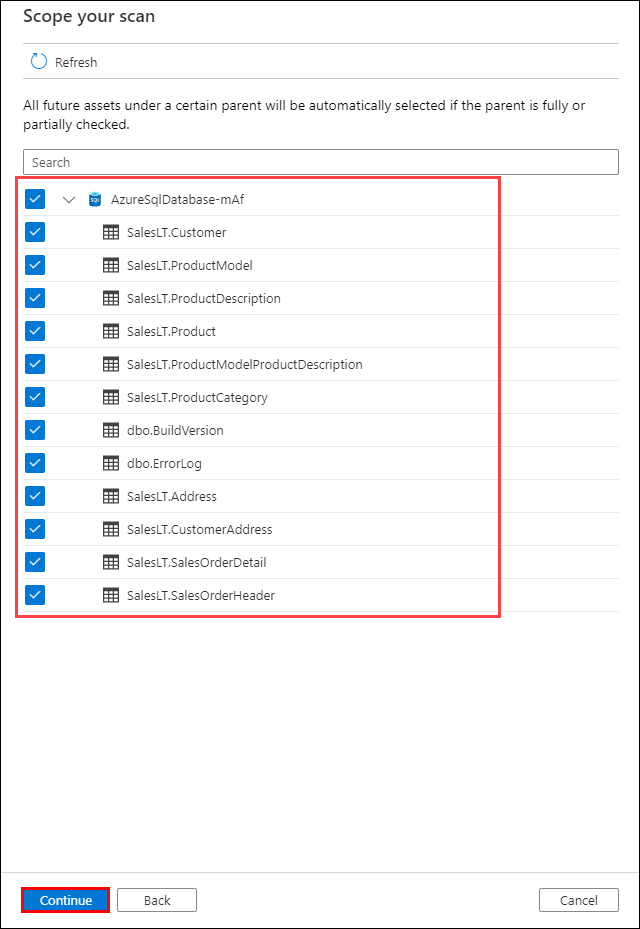 Scope your scan
Refresh
All future assets under a certain parent will be automatically selected if the parent is fully or
partially checked.
Search
SQL AzureSqlDatabase-mAf
SalesLT.Customer
SalesLT.ProductModel
SalesLT.ProductDescription
SalesLT.Product
SalesLT.ProductModelProductDescription
SalesLT.ProductCategory
dbo.BuildVersion
dbo.ErrorLog
SalesLT.Address
SalesLT.CustomerAddress
SalesLT.SalesOrderDetail
SalesLT.SalesOrderHeader
Continue Back Cancel